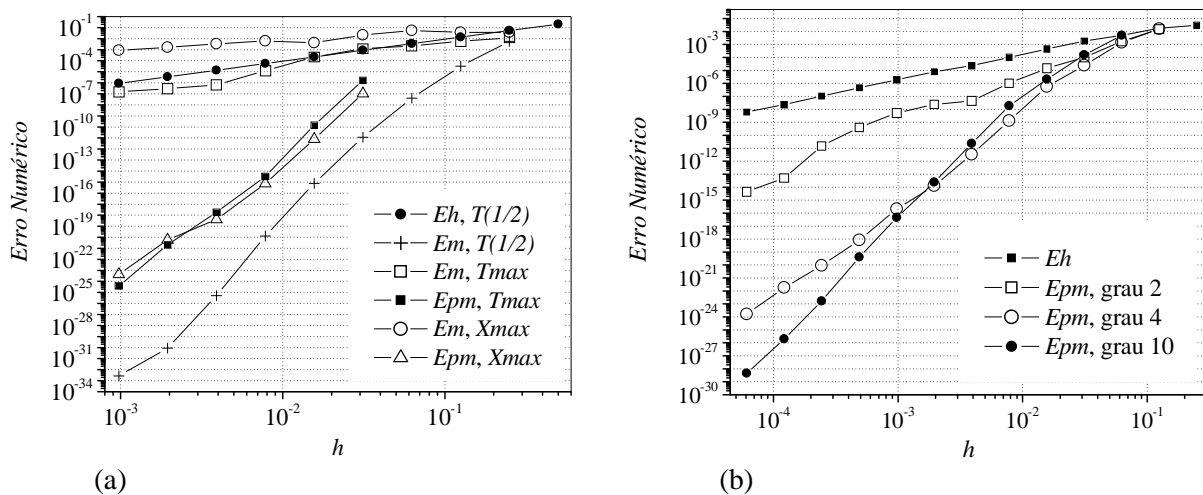 Erro Numérico
10^-1
10^-4
10^-7
10^-10
10^-13
10^-16
10^-19
10^-22
10^-25
10^-28
10^-31
10^-34
10^-3
10^-2
10^-1
h
Eh, T(1/2)
Em, T(1/2)
Em, Tmax
Epm, Tmax
Em, Xmax
Epm, Xmax
(a)
Erro Numérico
10^-3
10^-6
10^-9
10^-12
10^-15
10^-18
10^-21
10^-24
10^-27
10^-30
10^-4
10^-3
10^-2
10^-1
h
Eh
Epm, grau 2
Epm, grau 4
Epm, grau 10
(b)